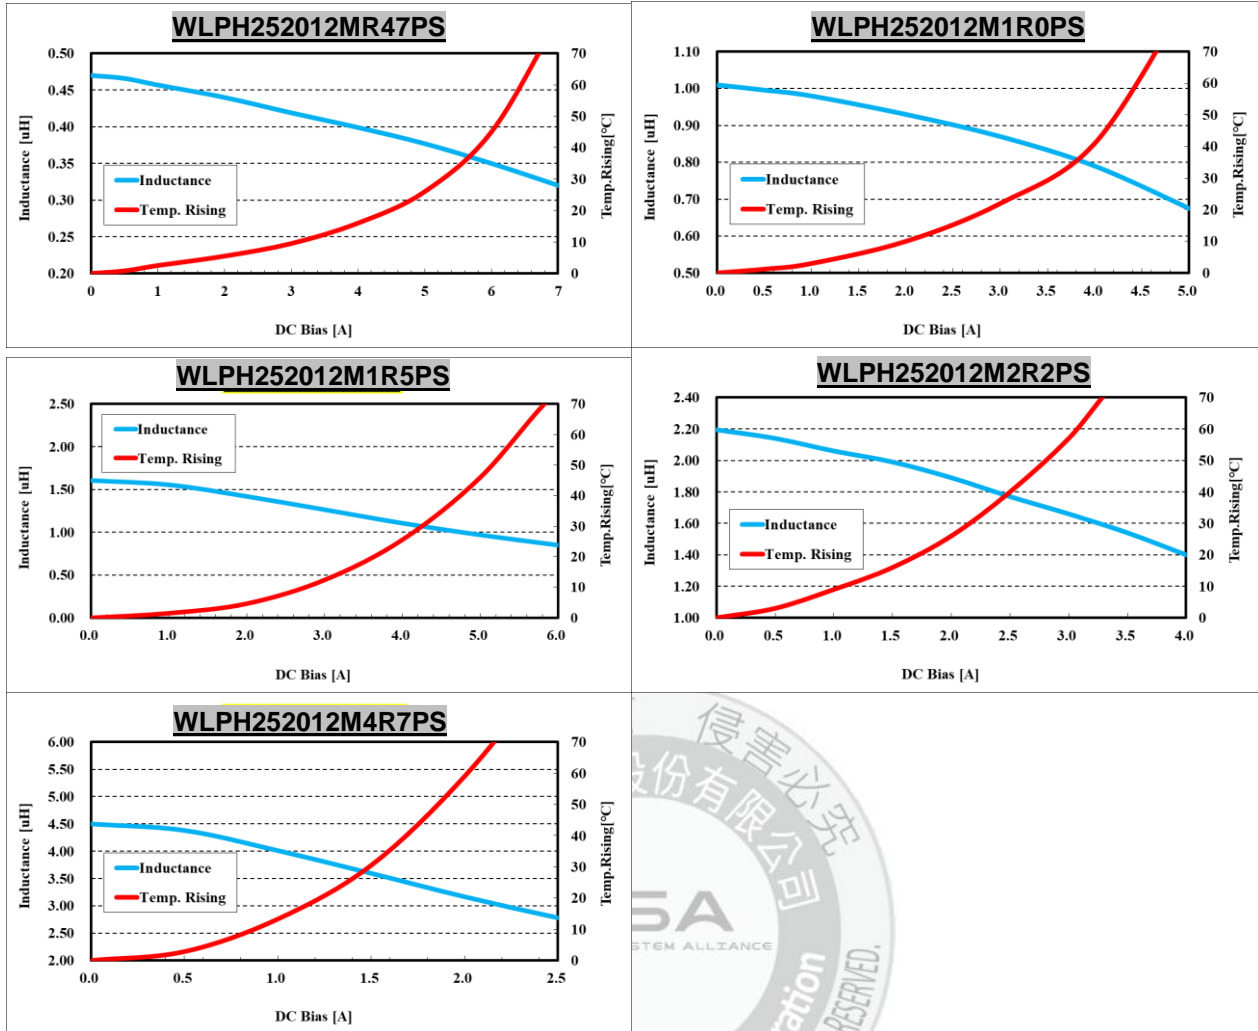 WLPH252012MR47PS
0.50
0.45
0.40
0.35
0.30
0.25
0.20
Inductance [uH]
70
60
50
40
30
20
10
0
Temp.Rising[℃]
Inductance
Temp. Rising
0 1 2 3 4 5 6 7
DC Bias [A]
WLPH252012M1R0PS
1.10
1.00
0.90
0.80
0.70
0.60
0.50
Inductance [uH]
70
60
50
40
30
20
10
0
Temp.Rising[℃]
Inductance
Temp. Rising
0.0 0.5 1.0 1.5 2.0 2.5 3.0 3.5 4.0 4.5 5.0
DC Bias [A]
WLPH252012M1R5PS
2.50
2.00
1.50
1.00
0.50
0.00
Inductance [uH]
70
60
50
40
30
20
10
0
Temp.Rising[℃]
Inductance
Temp. Rising
0.0 1.0 2.0 3.0 4.0 5.0 6.0
DC Bias [A]
WLPH252012M2R2PS
2.40
2.20
2.00
1.80
1.60
1.40
1.20
1.00
Inductance [uH]
70
60
50
40
30
20
10
0
Temp.Rising[℃]
Inductance
Temp. Rising
0.0 0.5 1.0 1.5 2.0 2.5 3.0 3.5 4.0
DC Bias [A]
WLPH252012M4R7PS
6.00
5.50
5.00
4.50
4.00
3.50
3.00
2.50
2.00
Inductance [uH]
70
60
50
40
30
20
10
0
Temp.Rising[℃]
Inductance
Temp. Rising
0.0 0.5 1.0 1.5 2.0 2.5
DC Bias [A]
侵害必究
份有限公司
SA
STEM ALLIANCE
ration
RESERVED.